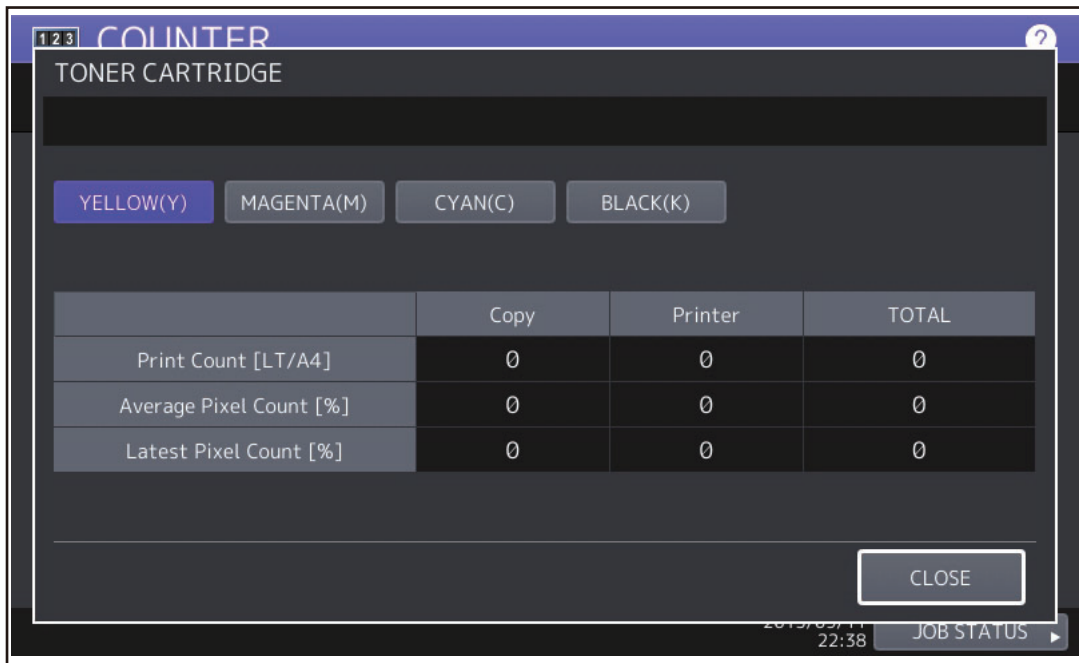 123 COUNTER ?
TONER CARTRIDGE
YELLOW(Y) MAGENTA(M) CYAN(C) BLACK(K)
Copy Printer TOTAL
Print Count [LT/A4] 0 0 0
Average Pixel Count [%] 0 0 0
Latest Pixel Count [%] 0 0 0
CLOSE
22:38 JOB STATUS